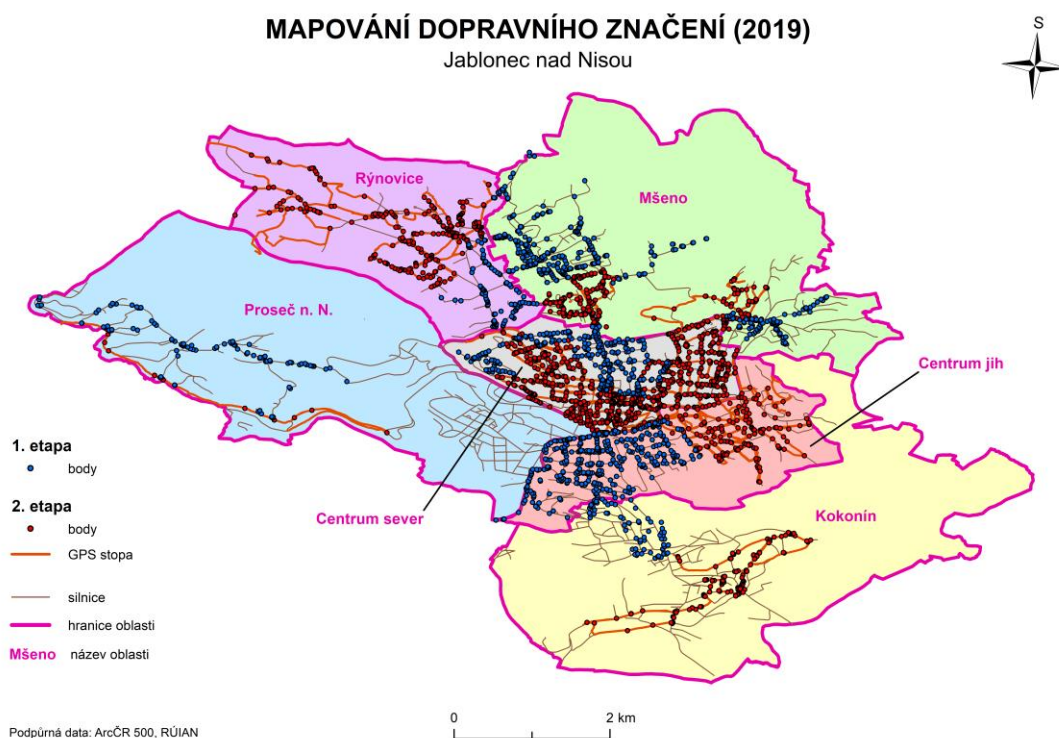 MAPOVÁNÍ DOPRAVNÍHO ZNAČENÍ (2019)
Jablonec nad Nisou
S
Rýnovice
Mšeno
Proseč n. N.
Centrum jih
Centrum sever
Kokonín
1. etapa
body
2. etapa
body
GPS stopa
silnice
hranice oblasti
Mšeno název oblasti
0 2 km
Podpůrná data: ArcČR 500, RÚIAN